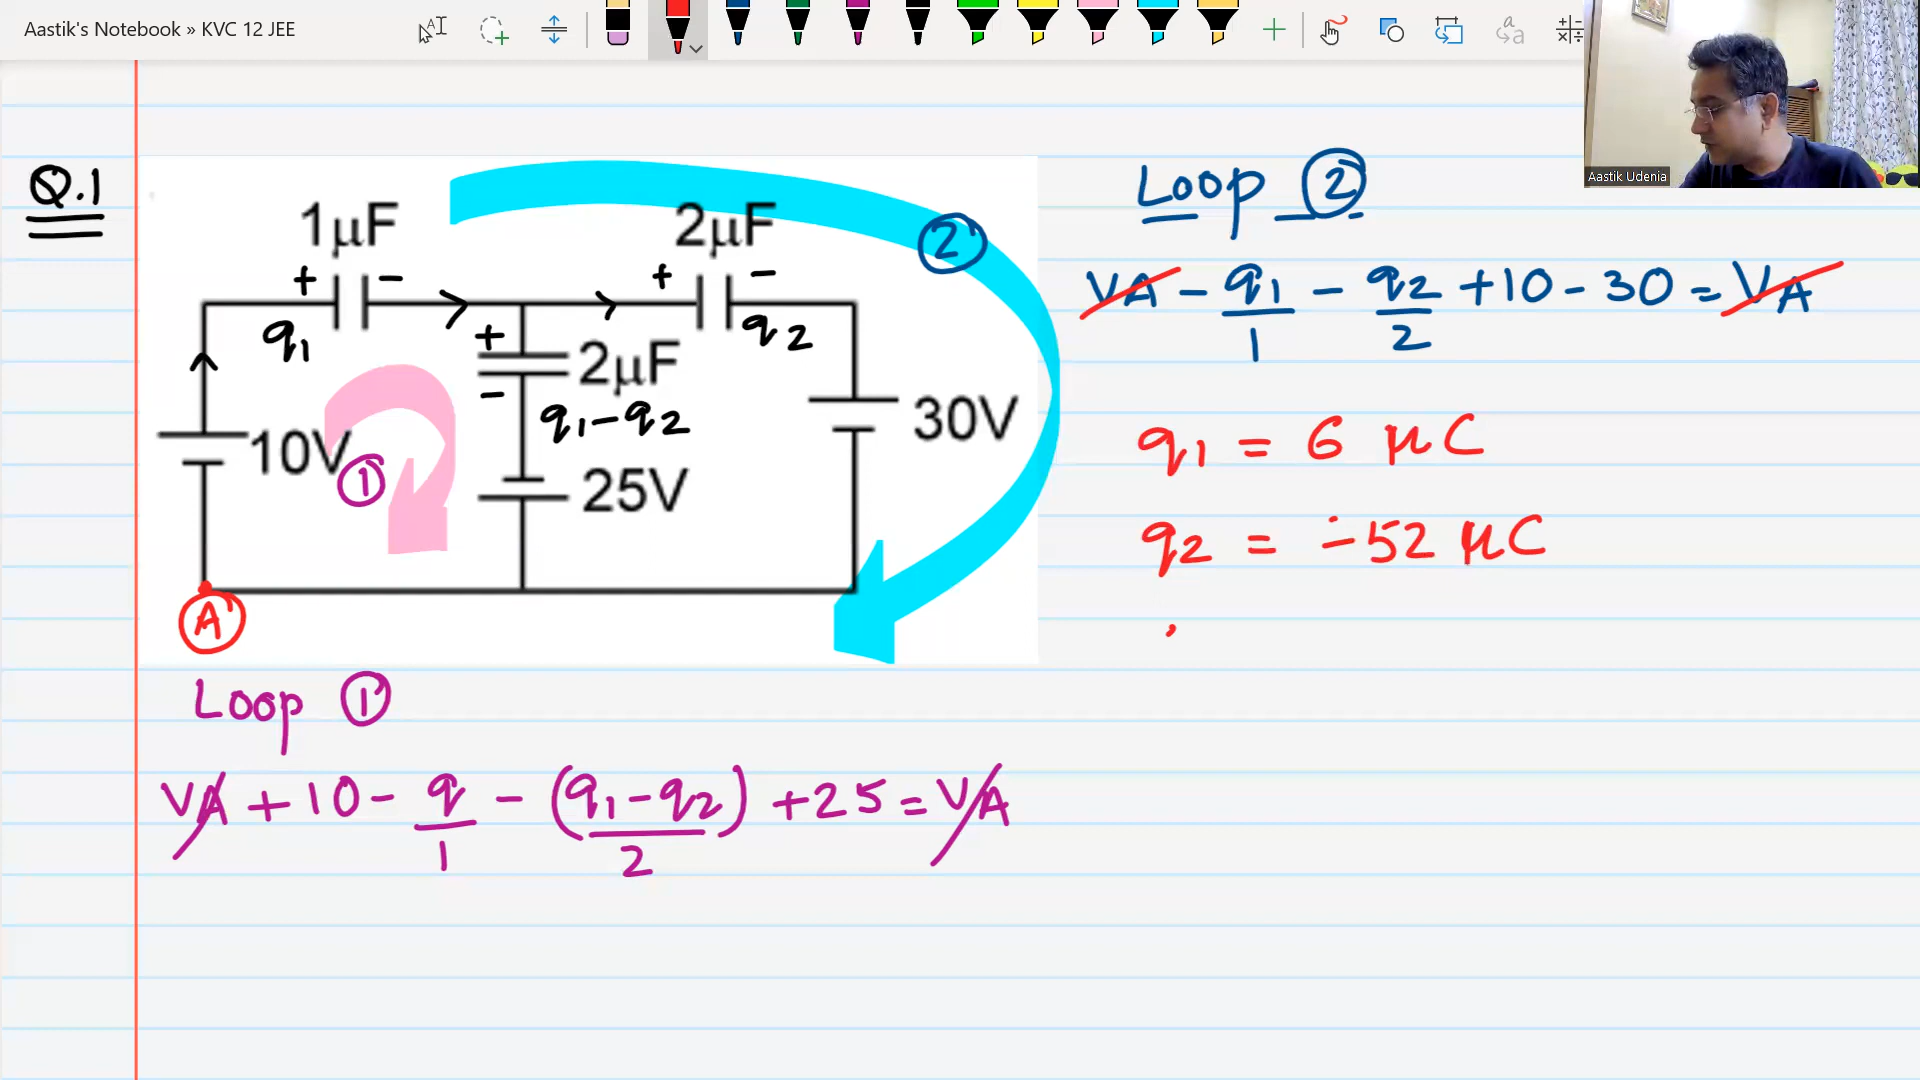 Aastik's Notebook » KVC 12 JEE
Aastik Udenia
Q.1
1μF
2μF
+ -
+ -
q1
q2
2
+
2μF
-
q1-q2
10V
1
25V
30V
A
Loop 1
VA + 10 - q/1 - (q1-q2)/2 + 25 = VA
Loop 2
VA - q1/1 - q2/2 + 10 - 30 = VA
q1 = 6 μC
q2 = -52 μC